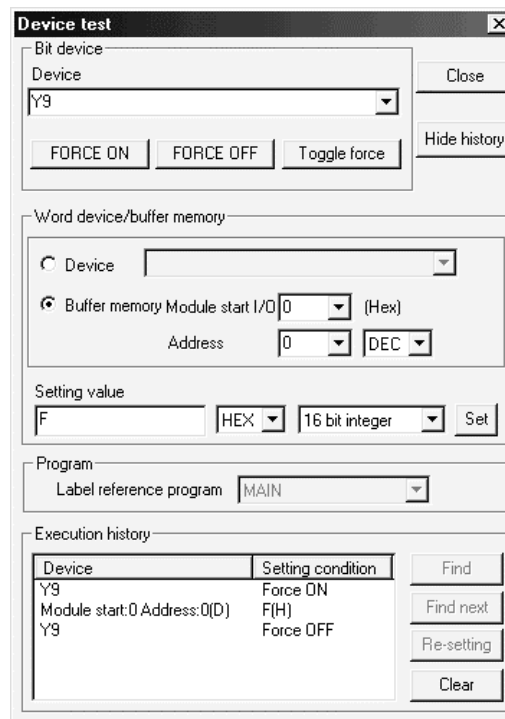 Device test
Bit device
Device
Close
Y9
FORCE ON FORCE OFF Toggle force
Hide history
Word device/buffer memory
Device
Buffer memory Module start I/O 0 (Hex)
Address 0 DEC
Setting value
F HEX 16 bit integer Set
Program
Label reference program MAIN
Execution history
Device Setting condition Find
Y9 Force ON
Module start:0 Address:0(D) F(H) Find next
Y9 Force OFF
Re-setting
Clear